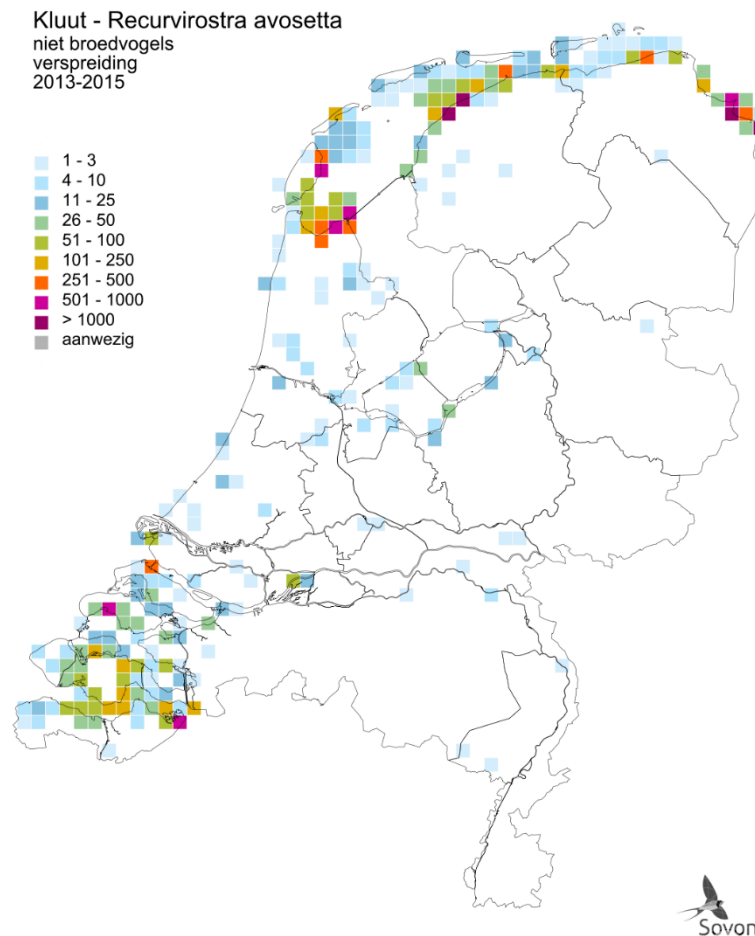 Kluut - Recurvirostra avosetta
niet broedvogels
verspreiding
2013-2015
1 - 3
4 - 10
11 - 25
26 - 50
51 - 100
101 - 250
251 - 500
501 - 1000
> 1000
aanwezig
Sovon